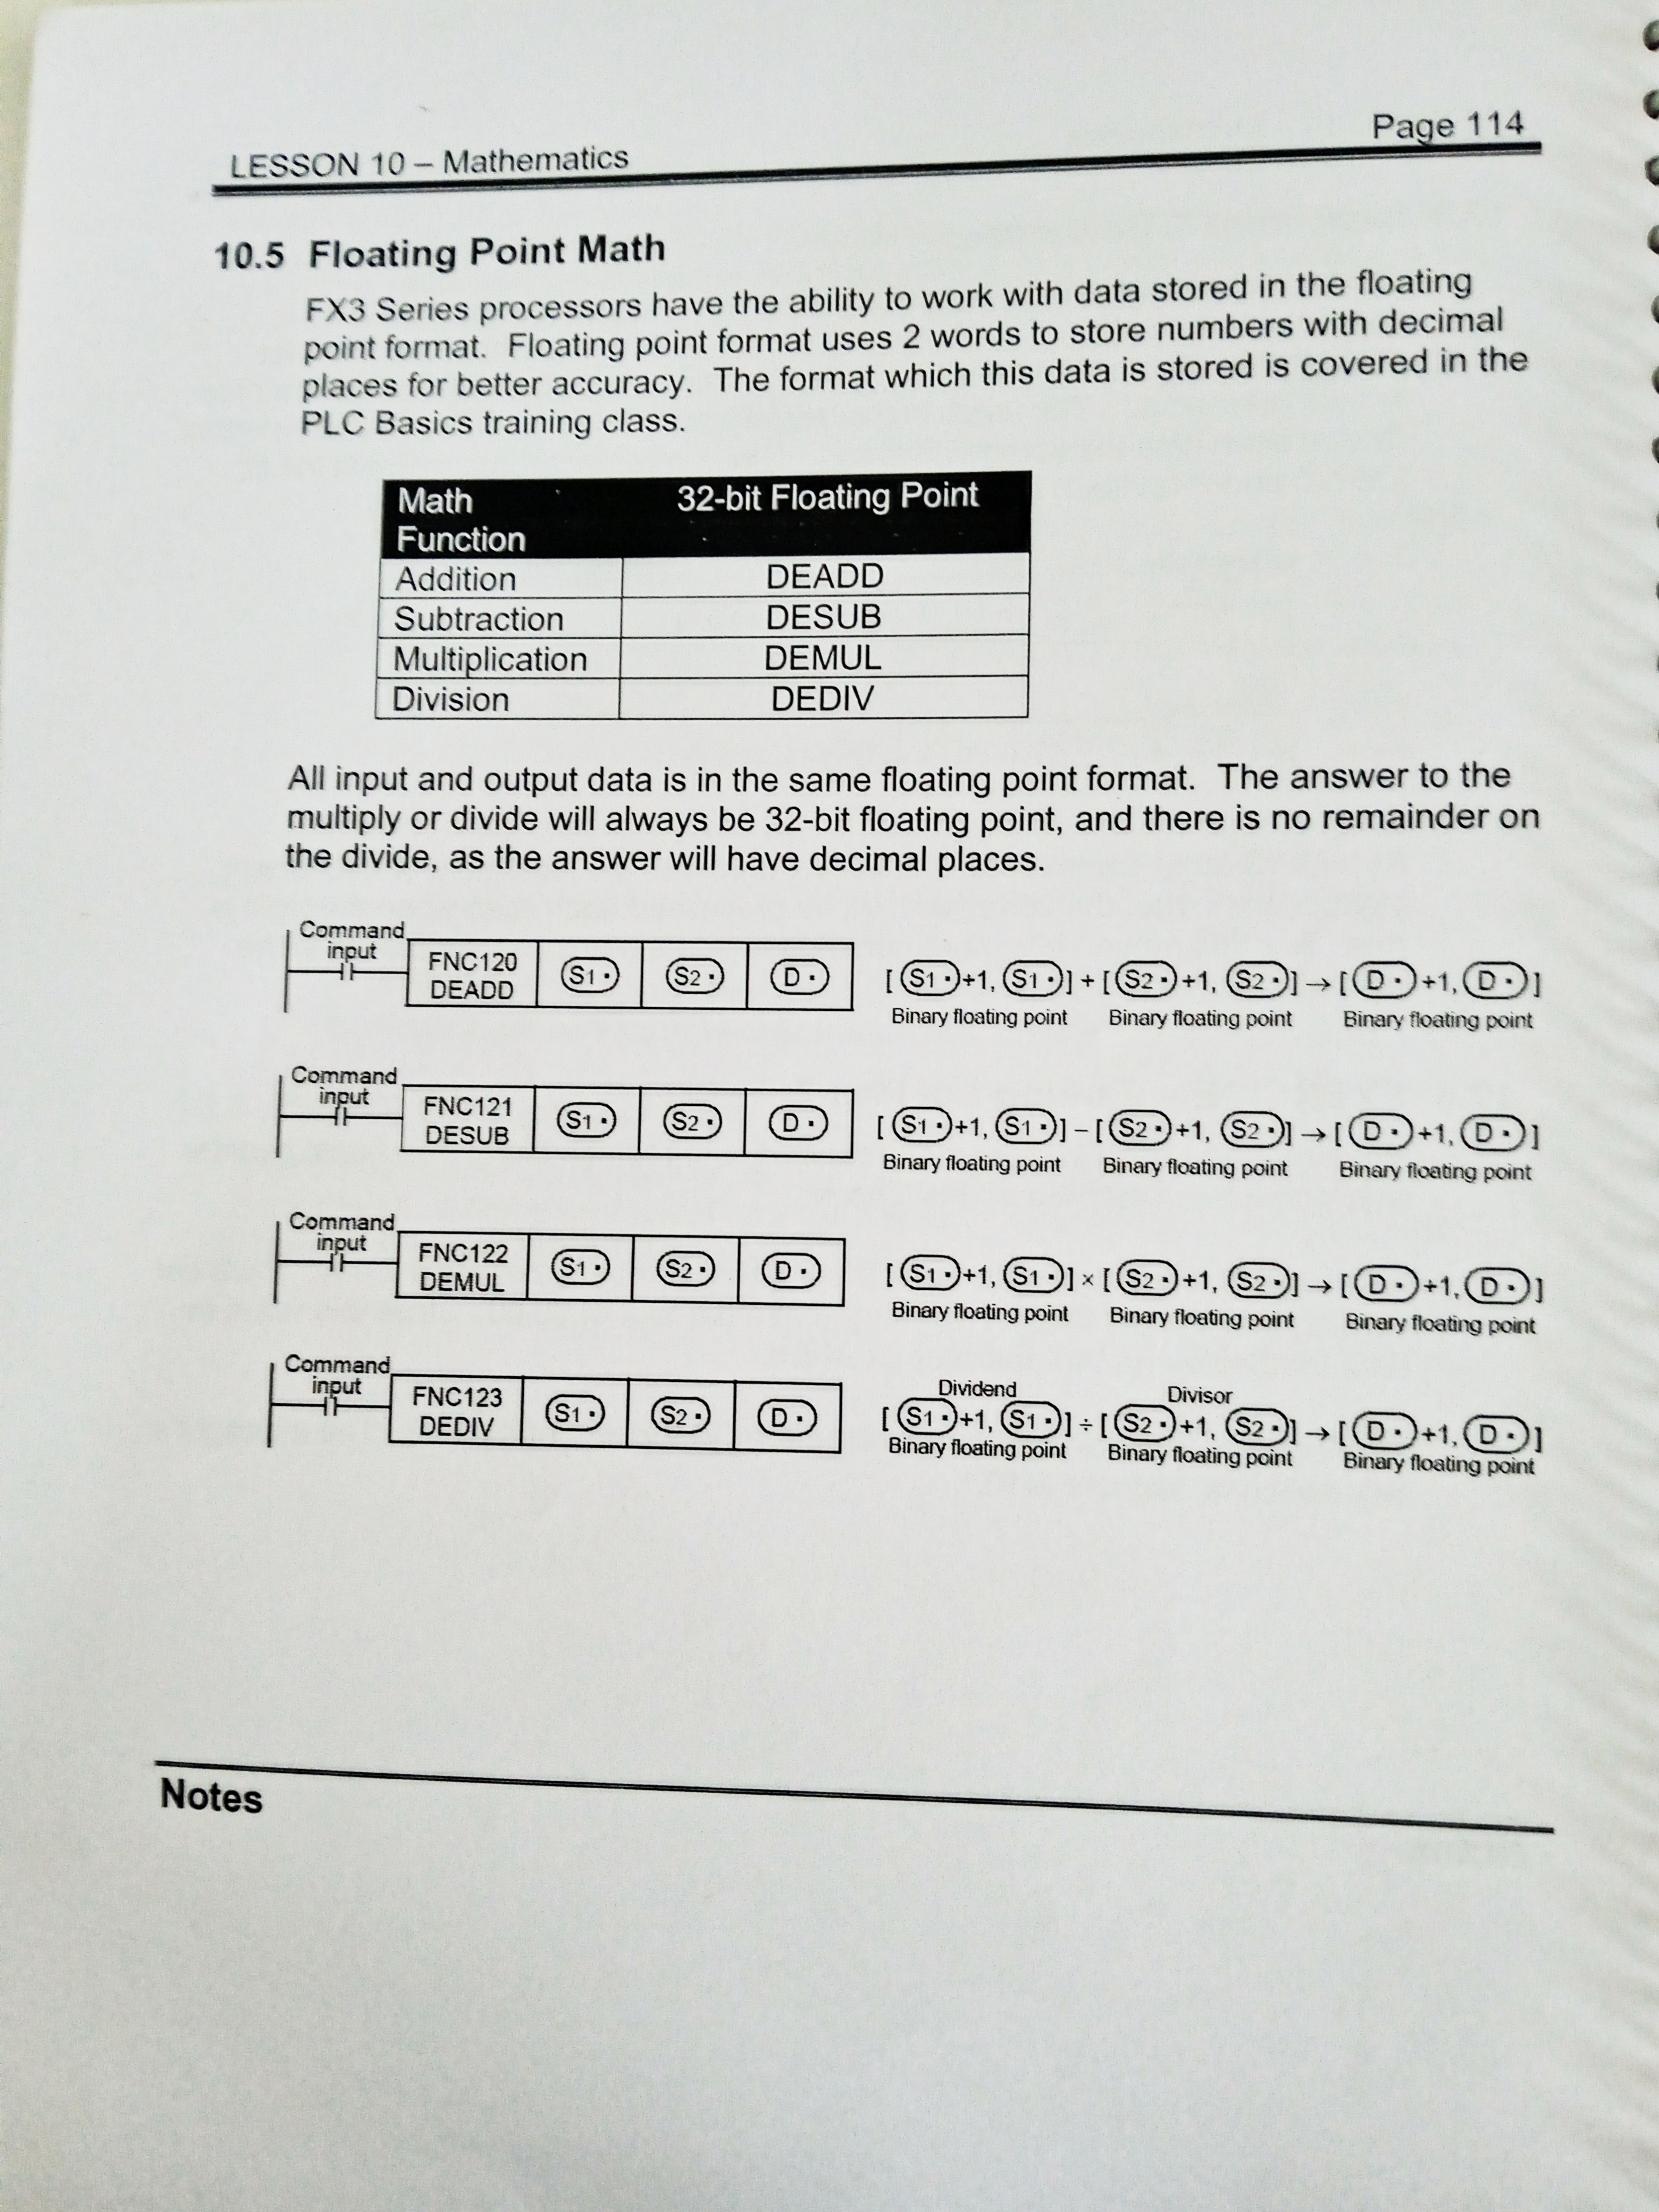 Page 114
LESSON 10 – Mathematics
10.5 Floating Point Math
FX3 Series processors have the ability to work with data stored in the floating
point format. Floating point format uses 2 words to store numbers with decimal
places for better accuracy. The format which this data is stored is covered in the
PLC Basics training class.
Math 32-bit Floating Point
Function
Addition DEADD
Subtraction DESUB
Multiplication DEMUL
Division DEDIV
All input and output data is in the same floating point format. The answer to the
multiply or divide will always be 32-bit floating point, and there is no remainder on
the divide, as the answer will have decimal places.
Command
input
FNC120
DEADD
S1· S2· D·
[ S1· +1, S1· ] + [ S2· +1, S2· ] → [ D· +1, D· ]
Binary floating point Binary floating point Binary floating point
Command
input
FNC121
DESUB
S1· S2· D·
[ S1· +1, S1· ] – [ S2· +1, S2· ] → [ D· +1, D· ]
Binary floating point Binary floating point Binary floating point
Command
input
FNC122
DEMUL
S1· S2· D·
[ S1· +1, S1· ] × [ S2· +1, S2· ] → [ D· +1, D· ]
Binary floating point Binary floating point Binary floating point
Command
input
FNC123
DEDIV
S1· S2· D·
Dividend Divisor
[ S1· +1, S1· ] ÷ [ S2· +1, S2· ] → [ D· +1, D· ]
Binary floating point Binary floating point Binary floating point
Notes